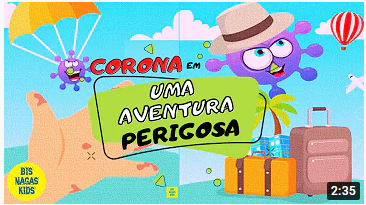 CORONA EM
UMA
AVENTURA
PERIGOSA
BIS
NAGAS
KIDS
2:35